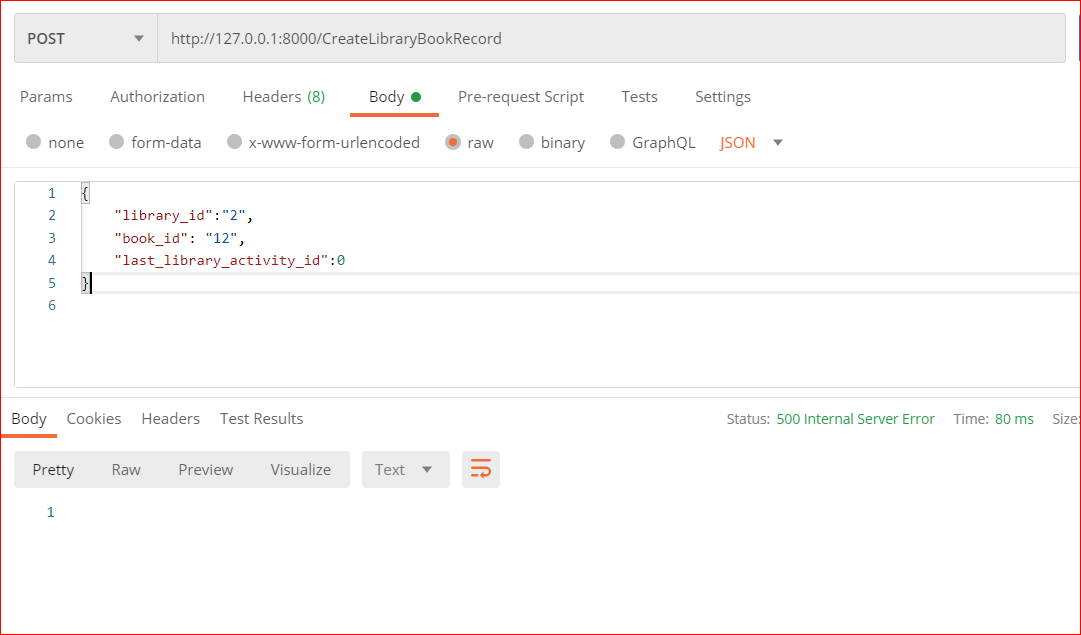 POST http://127.0.0.1:8000/CreateLibraryBookRecord
Params Authorization Headers (8) Body Pre-request Script Tests Settings
none form-data x-www-form-urlencoded raw binary GraphQL JSON
1 {
2 "library_id":"2",
3 "book_id": "12",
4 "last_library_activity_id":0
5 }
6
Body Cookies Headers Test Results Status: 500 Internal Server Error Time: 80 ms Size:
Pretty Raw Preview Visualize Text
1